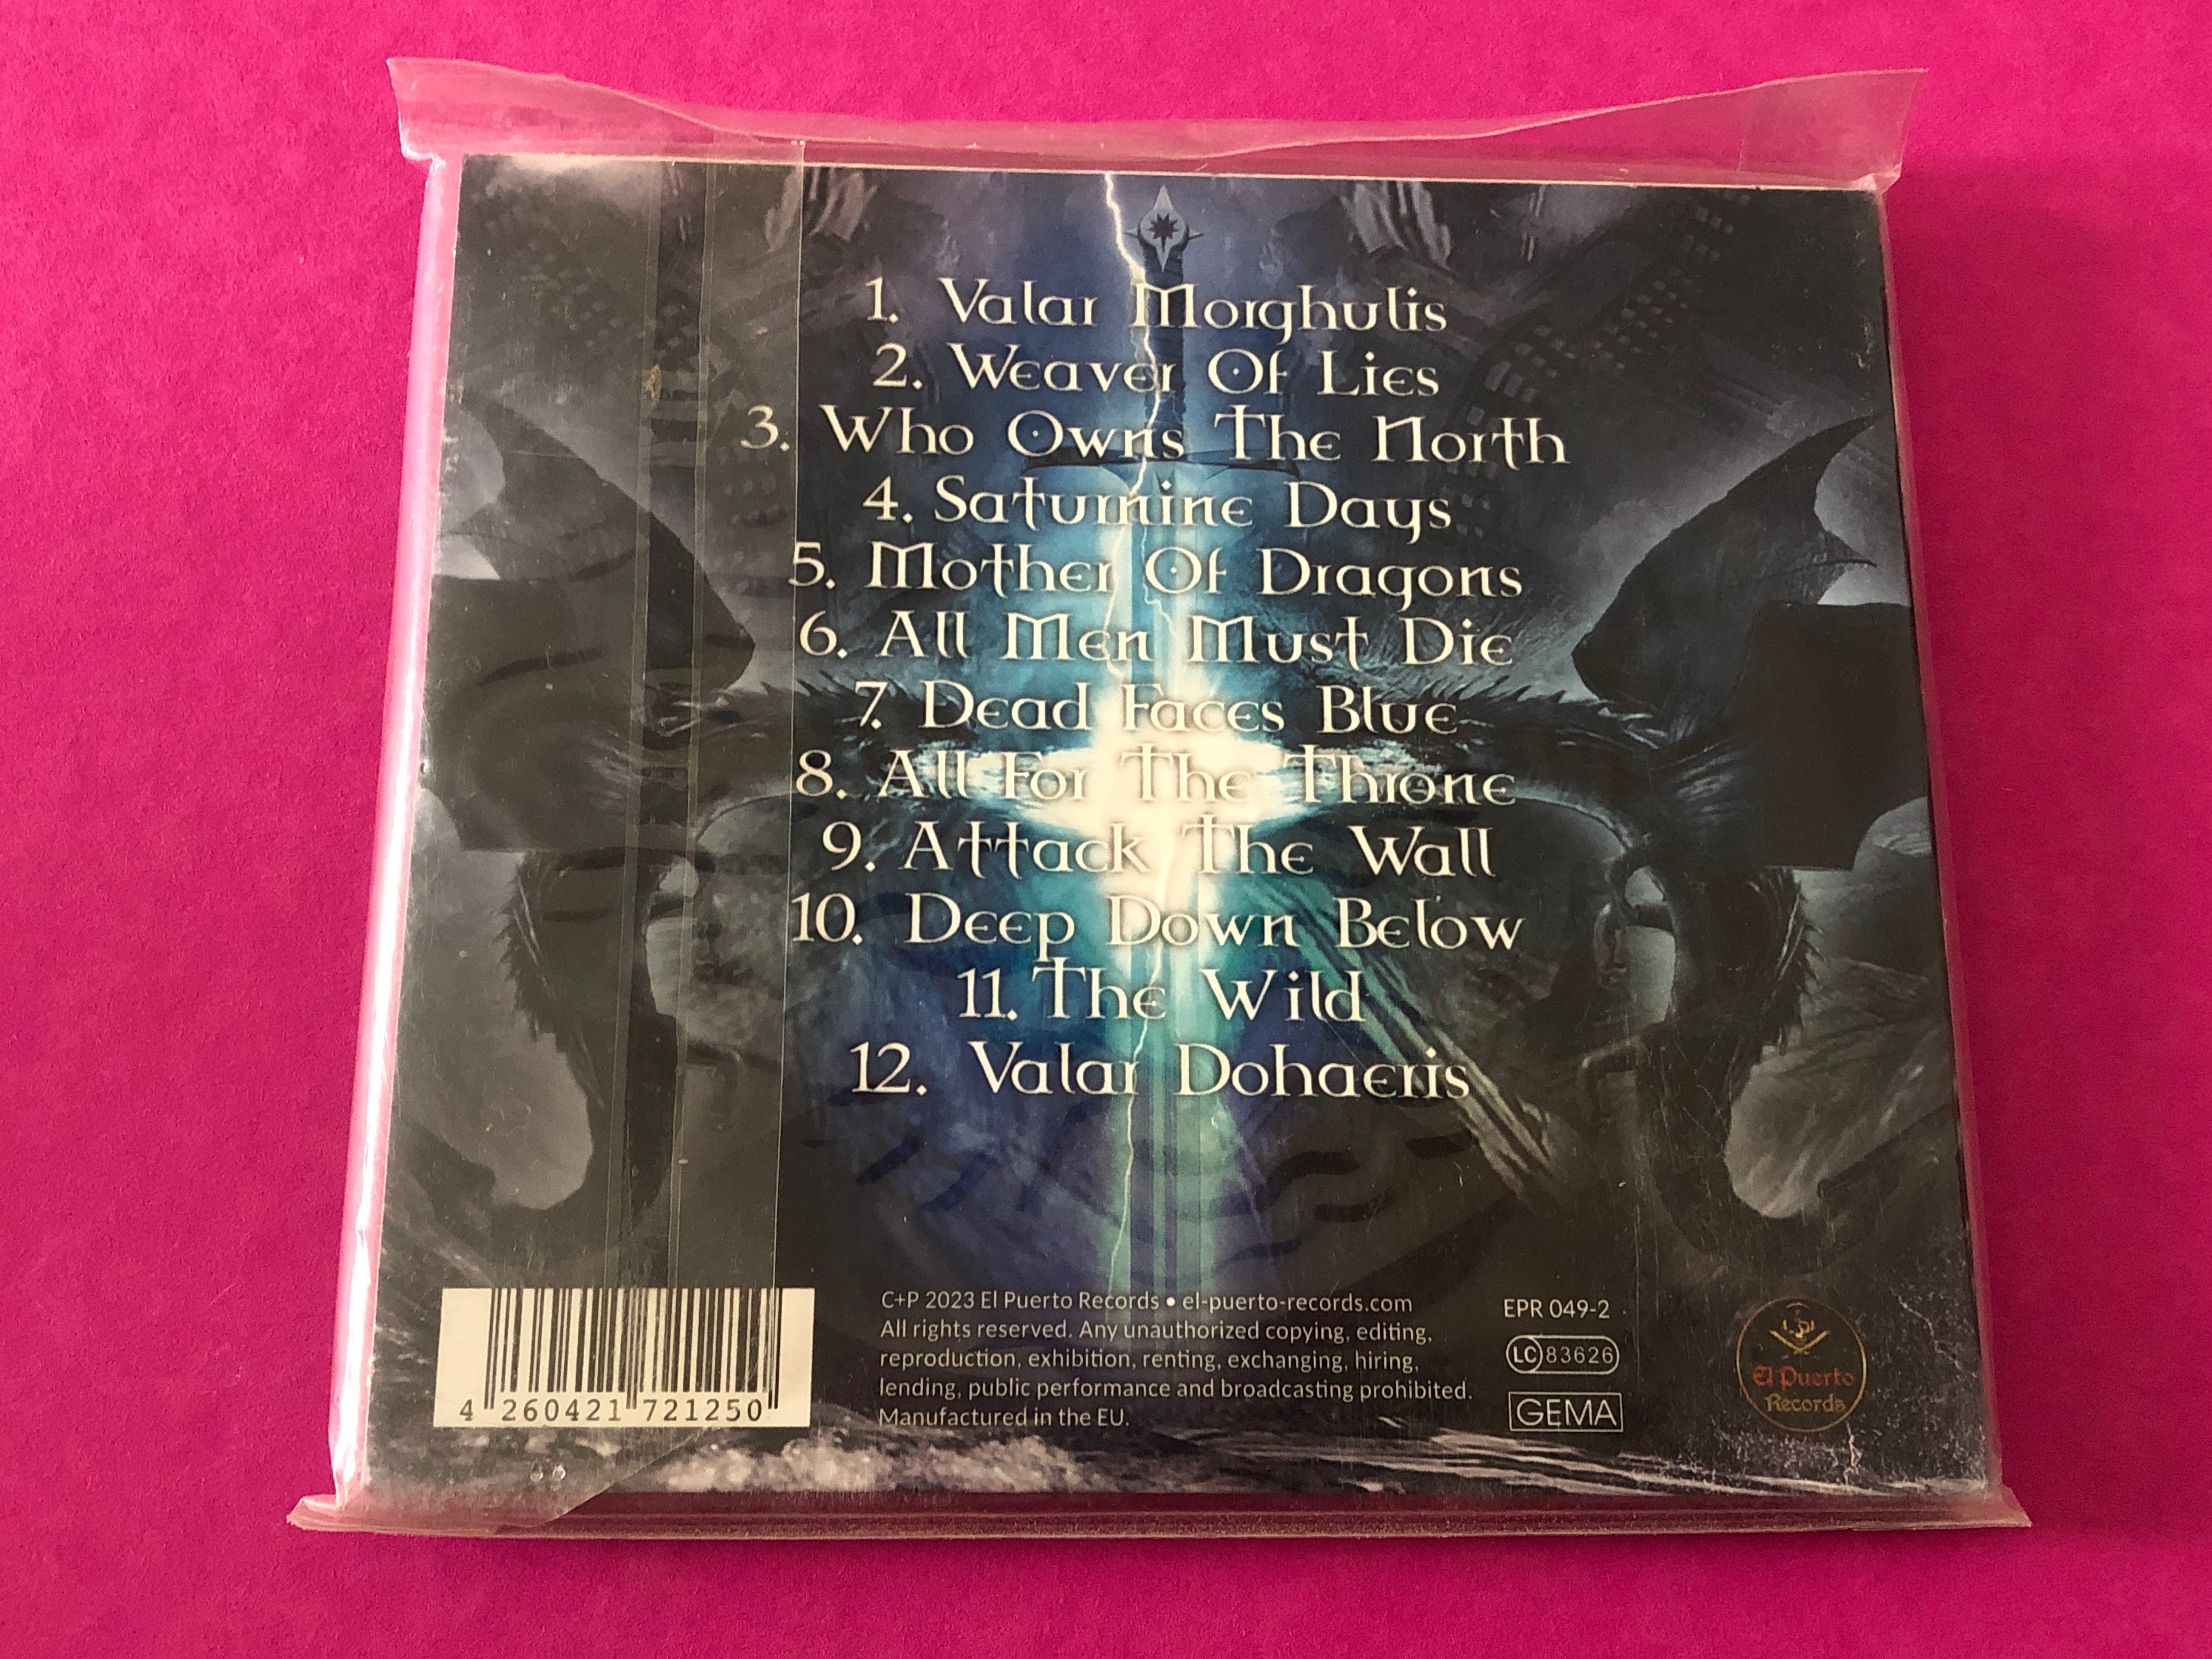 1. Valar Morghulis
2. Weaver Of Lies
3. Who Owns The North
4. Saturnine Days
5. Mother Of Dragons
6. All Men Must Die
7. Dead Faces Blue
8. All For The Throne
9. Attack The Wall
10. Deep Down Below
11. The Wild
12. Valar Dohaeris
4 260421 721250
C+P 2023 El Puerto Records • el-puerto-records.com
All rights reserved. Any unauthorized copying, editing,
reproduction, exhibition, renting, exchanging, hiring,
lending, public performance and broadcasting prohibited.
Manufactured in the EU.
EPR 049-2
LC 83626
GEMA
El Puerto
Records